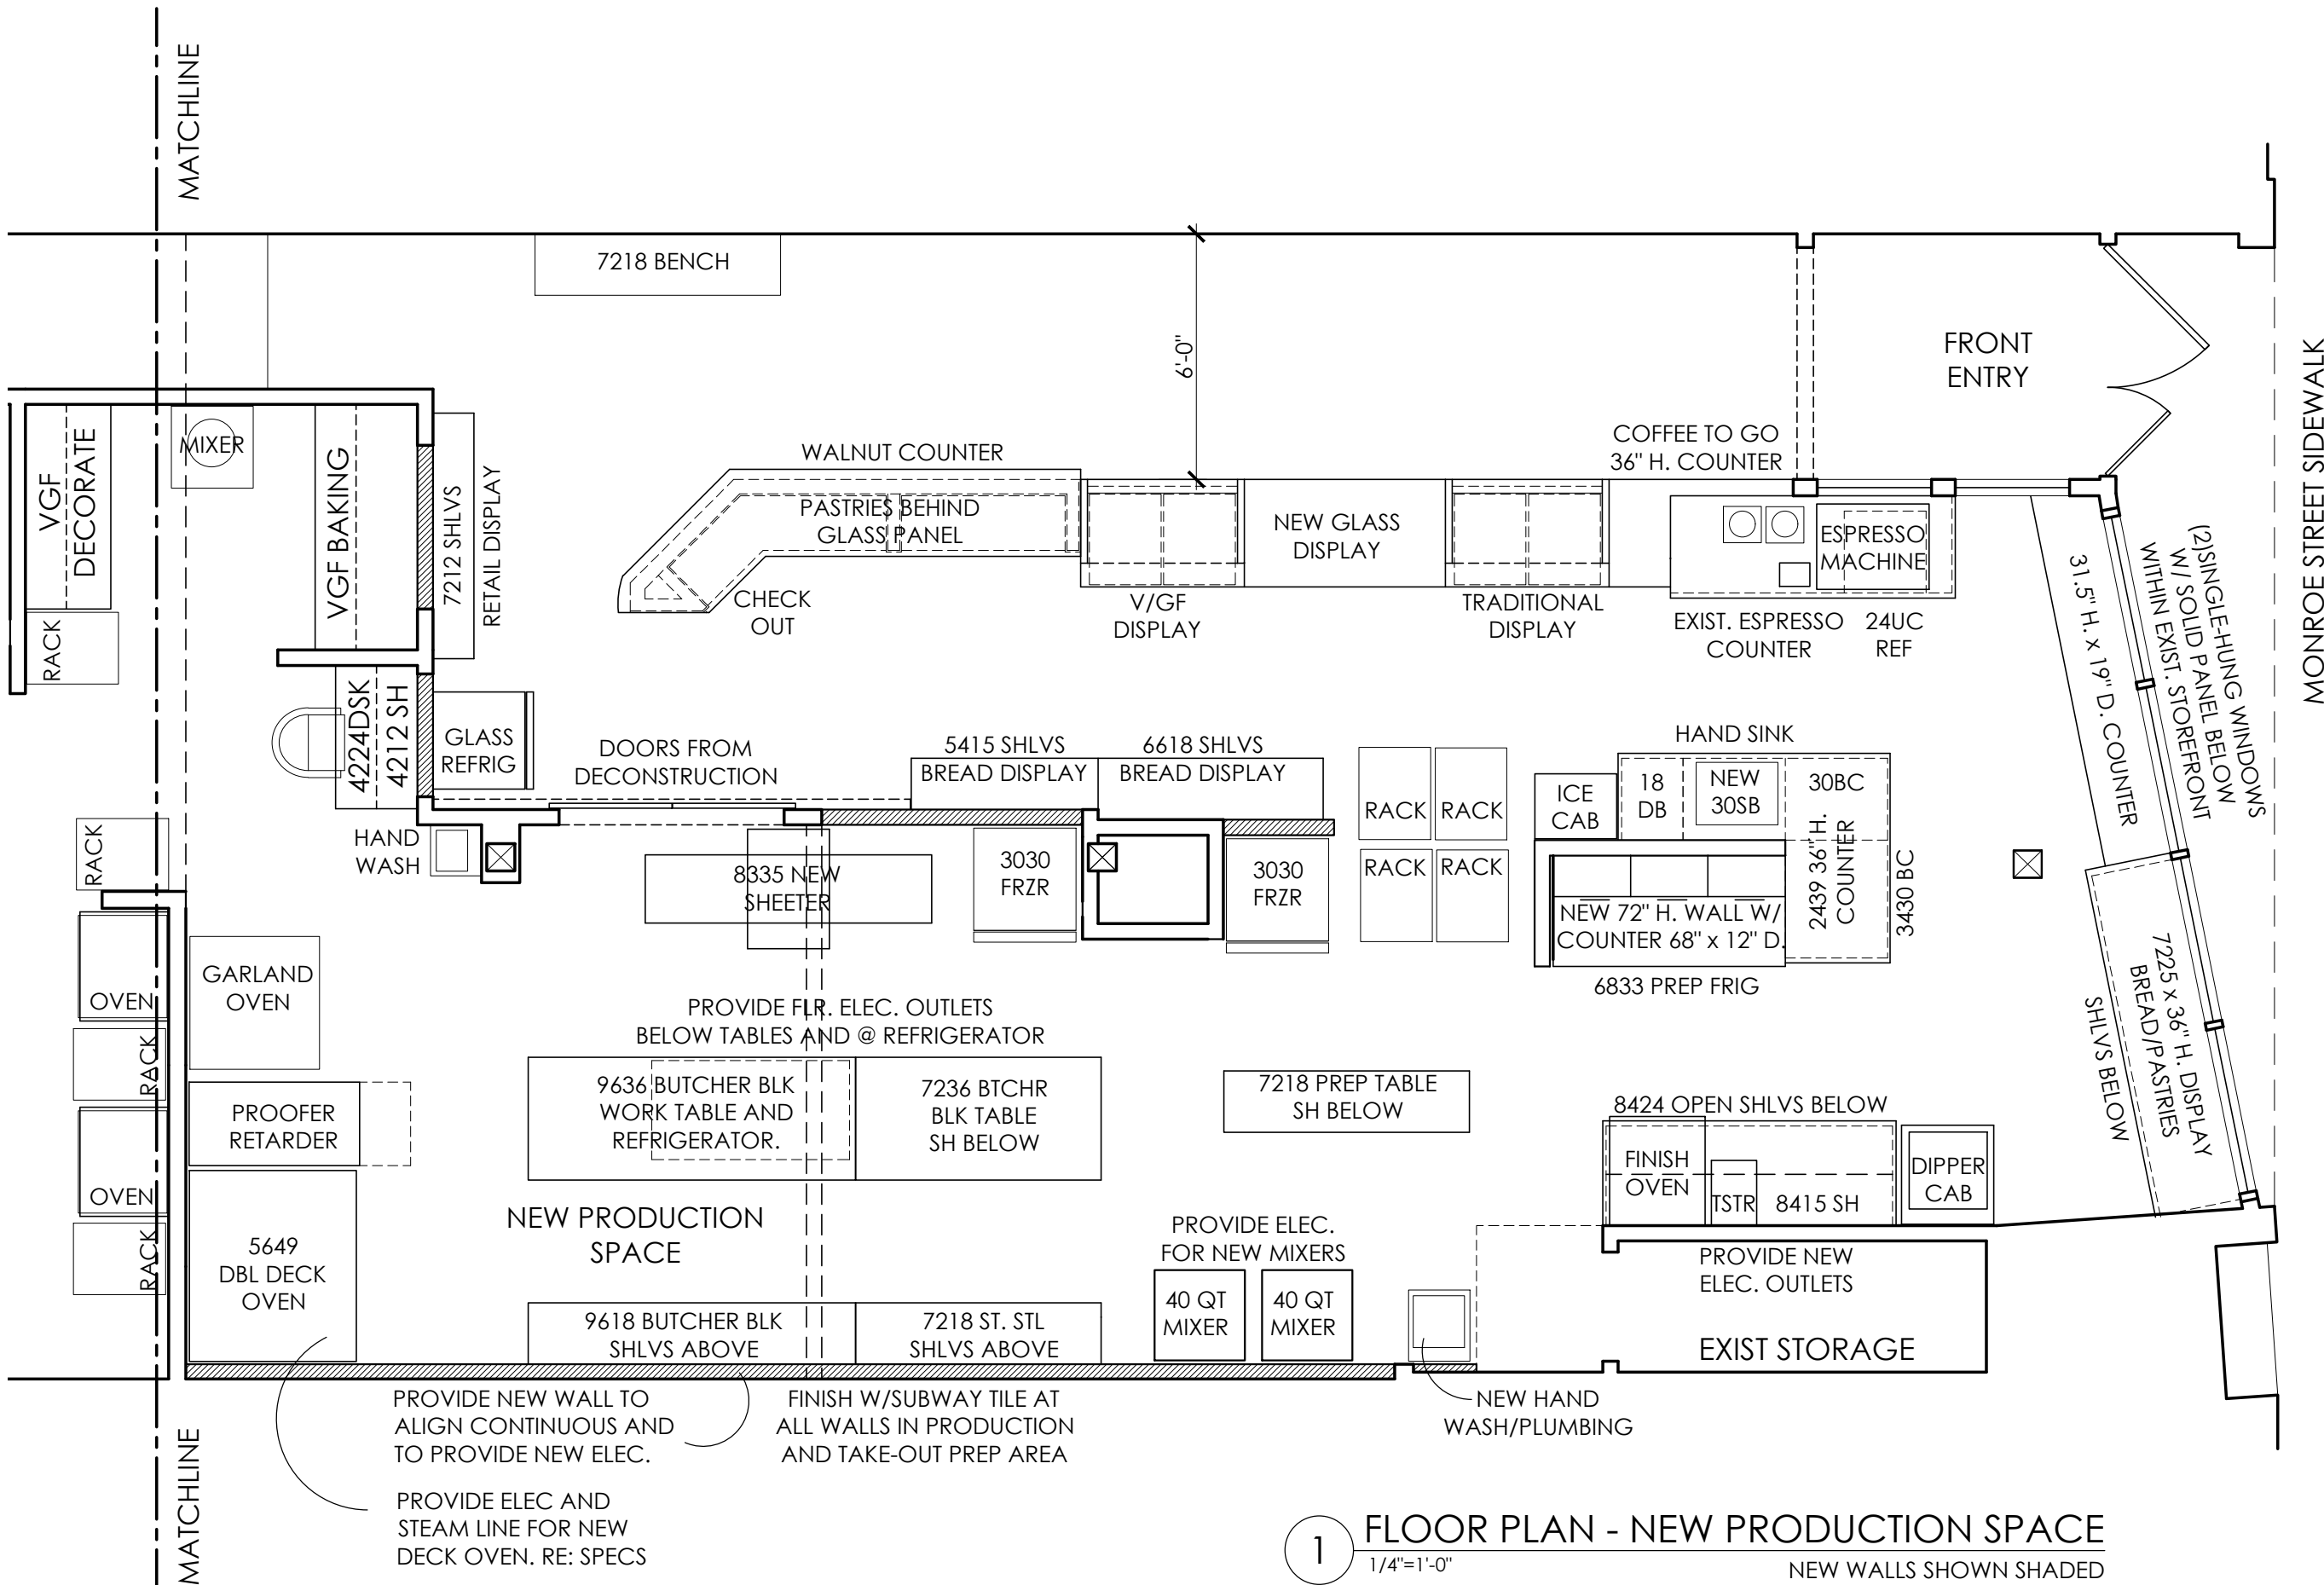 MATCHLINE
7218 BENCH
6'-0"
FRONT
ENTRY
MONROE STREET SIDEWALK
VGF
DECORATE
MIXER
VGF BAKING
7212 SHLVS
RETAIL DISPLAY
WALNUT COUNTER
PASTRIES BEHIND
GLASS PANEL
CHECK
OUT
V/GF
DISPLAY
NEW GLASS
DISPLAY
TRADITIONAL
DISPLAY
COFFEE TO GO
36" H. COUNTER
ESPRESSO
MACHINE
EXIST. ESPRESSO
COUNTER
24UC
REF
31.5" H. x 19" D. COUNTER
(2)SINGLE-HUNG WINDOWS
W/ SOLID PANEL BELOW
WITHIN EXIST. STOREFRONT
RACK
4224DSK
4212 SH
GLASS
REFRIG
DOORS FROM
DECONSTRUCTION
5415 SHLVS
BREAD DISPLAY
6618 SHLVS
BREAD DISPLAY
RACK
RACK
RACK
RACK
HAND SINK
ICE
CAB
18
DB
NEW
30SB
30BC
2439 36" H.
COUNTER
3430 BC
NEW 72" H. WALL W/
COUNTER 68" x 12" D.
6833 PREP FRIG
HAND
WASH
RACK
8335 NEW
SHEETER
3030
FRZR
3030
FRZR
OVEN
GARLAND
OVEN
RACK
PROVIDE FLR. ELEC. OUTLETS
BELOW TABLES AND @ REFRIGERATOR
9636 BUTCHER BLK
WORK TABLE AND
REFRIGERATOR.
7236 BTCHR
BLK TABLE
SH BELOW
7218 PREP TABLE
SH BELOW
7225 x 36" H. DISPLAY
BREAD/PASTRIES
SHLVS BELOW
PROOFER
RETARDER
OVEN
RACK
5649
DBL DECK
OVEN
NEW PRODUCTION
SPACE
8424 OPEN SHLVS BELOW
FINISH
OVEN
TSTR
8415 SH
DIPPER
CAB
PROVIDE ELEC.
FOR NEW MIXERS
40 QT
MIXER
40 QT
MIXER
PROVIDE NEW
ELEC. OUTLETS
EXIST STORAGE
9618 BUTCHER BLK
SHLVS ABOVE
7218 ST. STL
SHLVS ABOVE
PROVIDE NEW WALL TO
ALIGN CONTINUOUS AND
TO PROVIDE NEW ELEC.
FINISH W/SUBWAY TILE AT
ALL WALLS IN PRODUCTION
AND TAKE-OUT PREP AREA
NEW HAND
WASH/PLUMBING
PROVIDE ELEC AND
STEAM LINE FOR NEW
DECK OVEN. RE: SPECS
MATCHLINE
1
FLOOR PLAN - NEW PRODUCTION SPACE
1/4"=1'-0"
NEW WALLS SHOWN SHADED